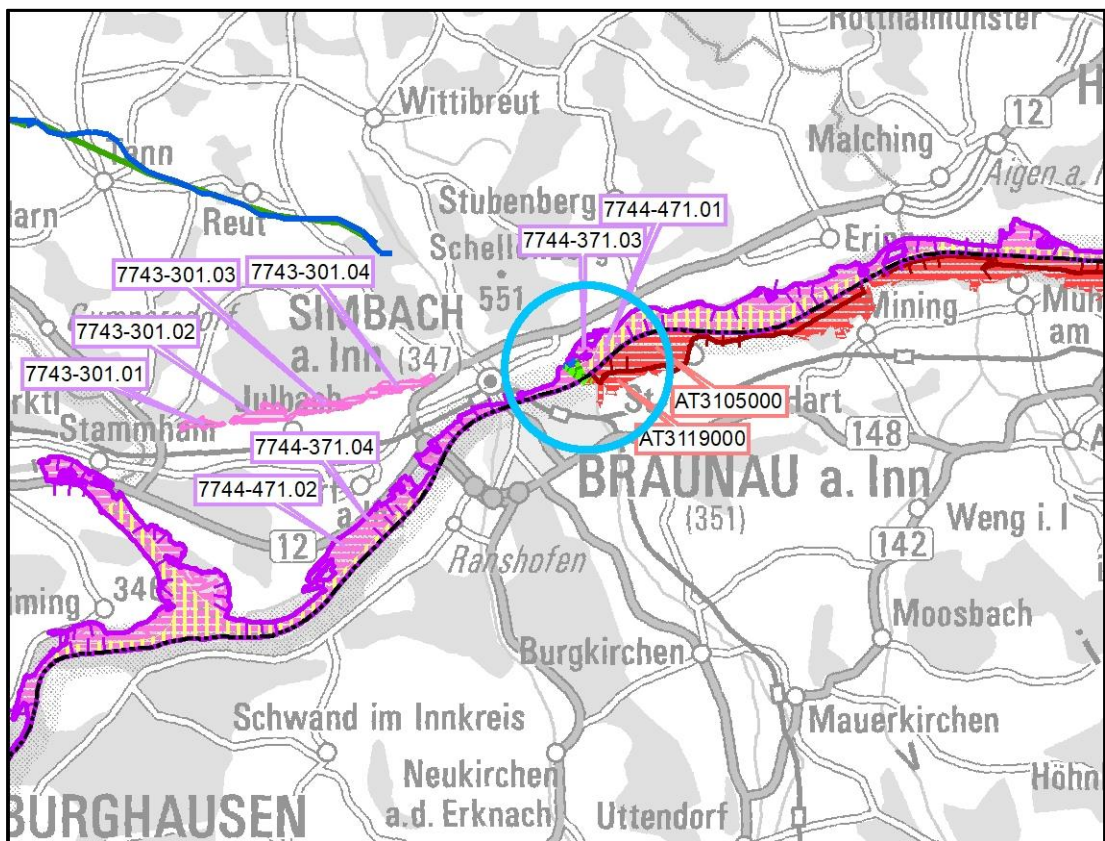 Rotthalmünster
Wittibreut
12
Malching
Aigen a. I
Tann
Reut
Stubenberg
7744-471.01
7744-371.03
Ering
7743-301.03
7743-301.04
551
SIMBACH
a. Inn (347)
7743-301.02
7743-301.01
Julbach
Mining
Stammham
AT3105000
AT3119000
Hart
148
7744-371.04
7744-471.02
BRAUNAU a. Inn
(351)
12
Ranshofen
Weng i. I
142
346
Moosbach
Burgkirchen
Schwand im Innkreis
Mauerkirchen
Neukirchen
a.d. Erknach
Uttendorf
BURGHAUSEN